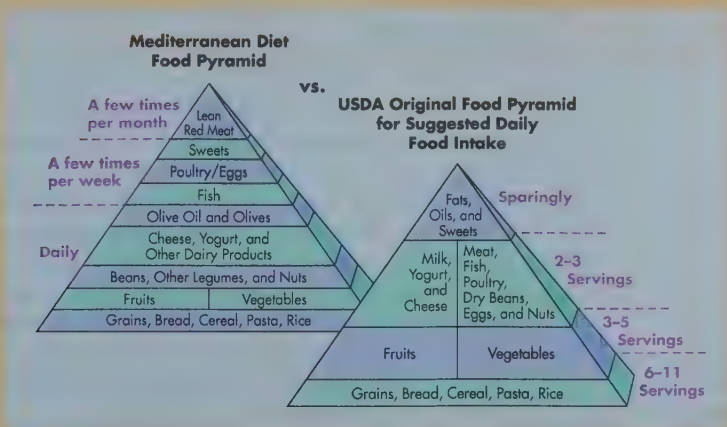 Mediterranean Diet
Food Pyramid
A few times
per month
Lean
Red Meat
Sweets
A few times
per week
Poultry/Eggs
Fish
Olive Oil and Olives
Daily
Cheese, Yogurt, and
Other Dairy Products
Beans, Other Legumes, and Nuts
Fruits
Vegetables
Grains, Bread, Cereal, Pasta, Rice
vs.
USDA Original Food Pyramid
for Suggested Daily
Food Intake
Fats,
Oils, and
Sweets
Sparingly
Milk,
Yogurt,
and
Cheese
Meat,
Fish,
Poultry,
Dry Beans,
Eggs, and Nuts
2–3
Servings
Fruits
Vegetables
3–5
Servings
Grains, Bread, Cereal, Pasta, Rice
6–11
Servings